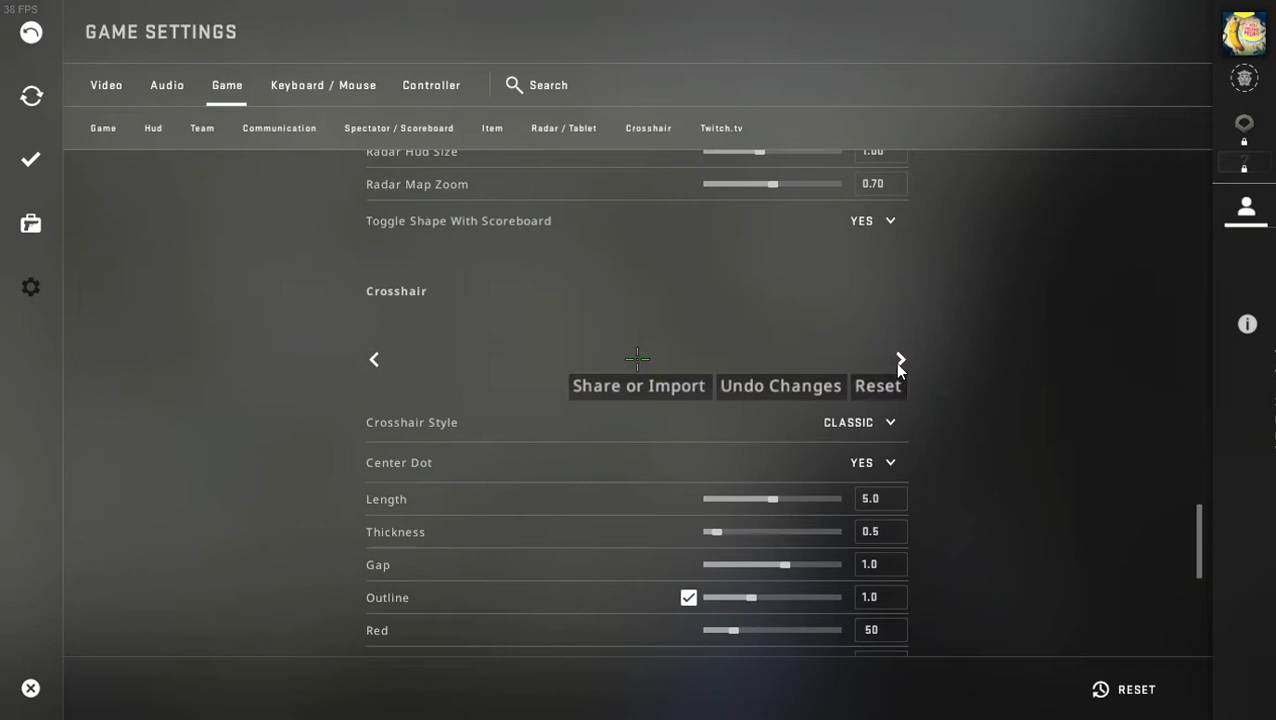 38 FPS
GAME SETTINGS
Video Audio Game Keyboard / Mouse Controller Search
Game Hud Team Communication Spectator / Scoreboard Item Radar / Tablet Crosshair Twitch.tv
Radar Hud Size 1.00
Radar Map Zoom 0.70
Toggle Shape With Scoreboard YES
Crosshair
Share or Import Undo Changes Reset
Crosshair Style CLASSIC
Center Dot YES
Length 5.0
Thickness 0.5
Gap 1.0
Outline 1.0
Red 50
RESET